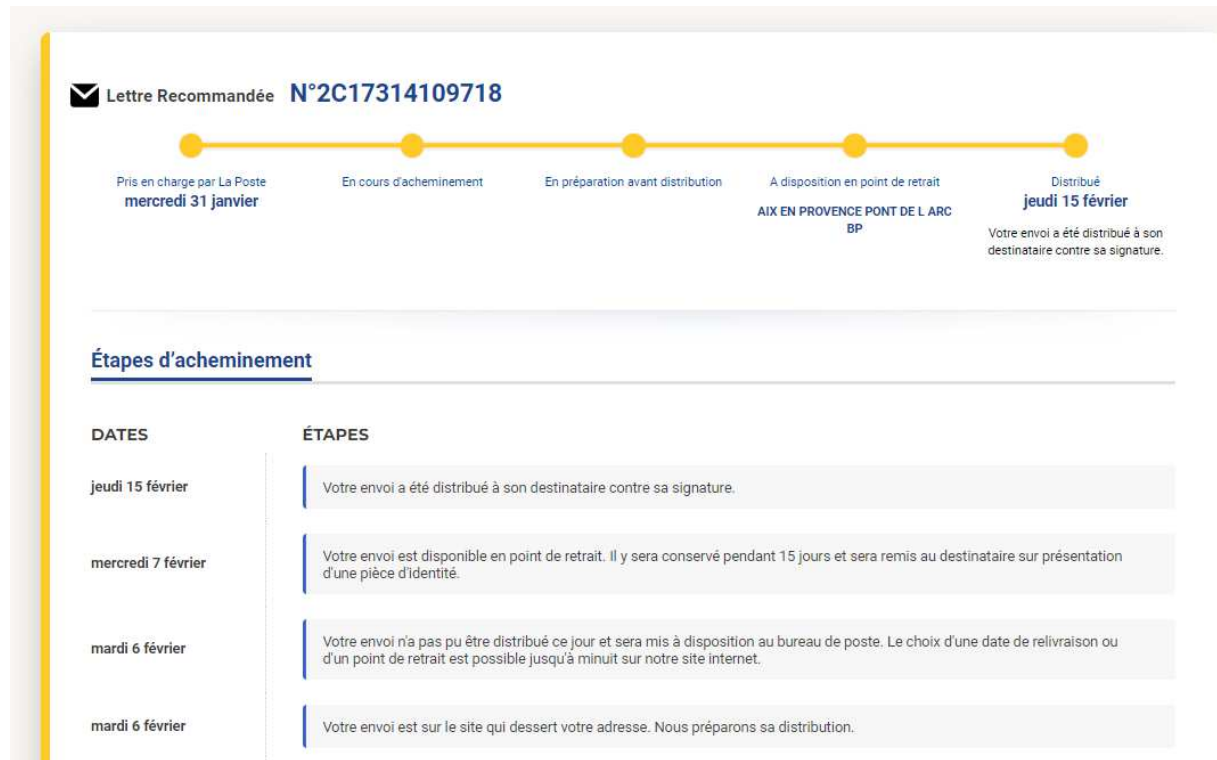 Lettre Recommandée N°2C17314109718
Pris en charge par La Poste
mercredi 31 janvier
En cours d'acheminement
En préparation avant distribution
A disposition en point de retrait
AIX EN PROVENCE PONT DE L ARC
BP
Distribué
jeudi 15 février
Votre envoi a été distribué à son
destinataire contre sa signature.
Étapes d'acheminement
DATES ÉTAPES
jeudi 15 février
Votre envoi a été distribué à son destinataire contre sa signature.
mercredi 7 février
Votre envoi est disponible en point de retrait. Il y sera conservé pendant 15 jours et sera remis au destinataire sur présentation
d'une pièce d'identité.
mardi 6 février
Votre envoi n'a pas pu être distribué ce jour et sera mis à disposition au bureau de poste. Le choix d'une date de relivraison ou
d'un point de retrait est possible jusqu'à minuit sur notre site internet.
mardi 6 février
Votre envoi est sur le site qui dessert votre adresse. Nous préparons sa distribution.